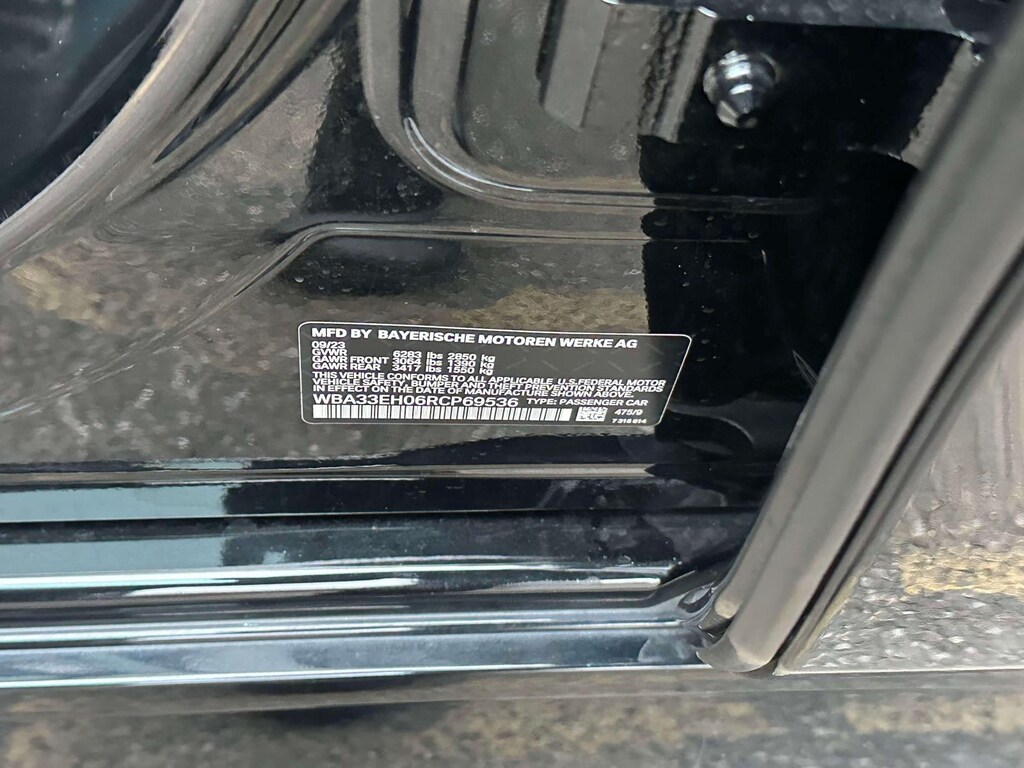 MFD BY BAYERISCHE MOTOREN WERKE AG
09/23
GVWR 6283 lbs 2850 kg
GAWR FRONT 3064 lbs 1390 kg
GAWR REAR 3417 lbs 1550 kg
THIS VEHICLE CONFORMS TO ALL APPLICABLE U.S.FEDERAL MOTOR
VEHICLE SAFETY, BUMPER AND THEFT PREVENTION STANDARDS
IN EFFECT ON THE DATE OF MANUFACTURE SHOWN ABOVE.
WBA33EH06RCP69536 TYPE: PASSENGER CAR
475/9
7 318 614